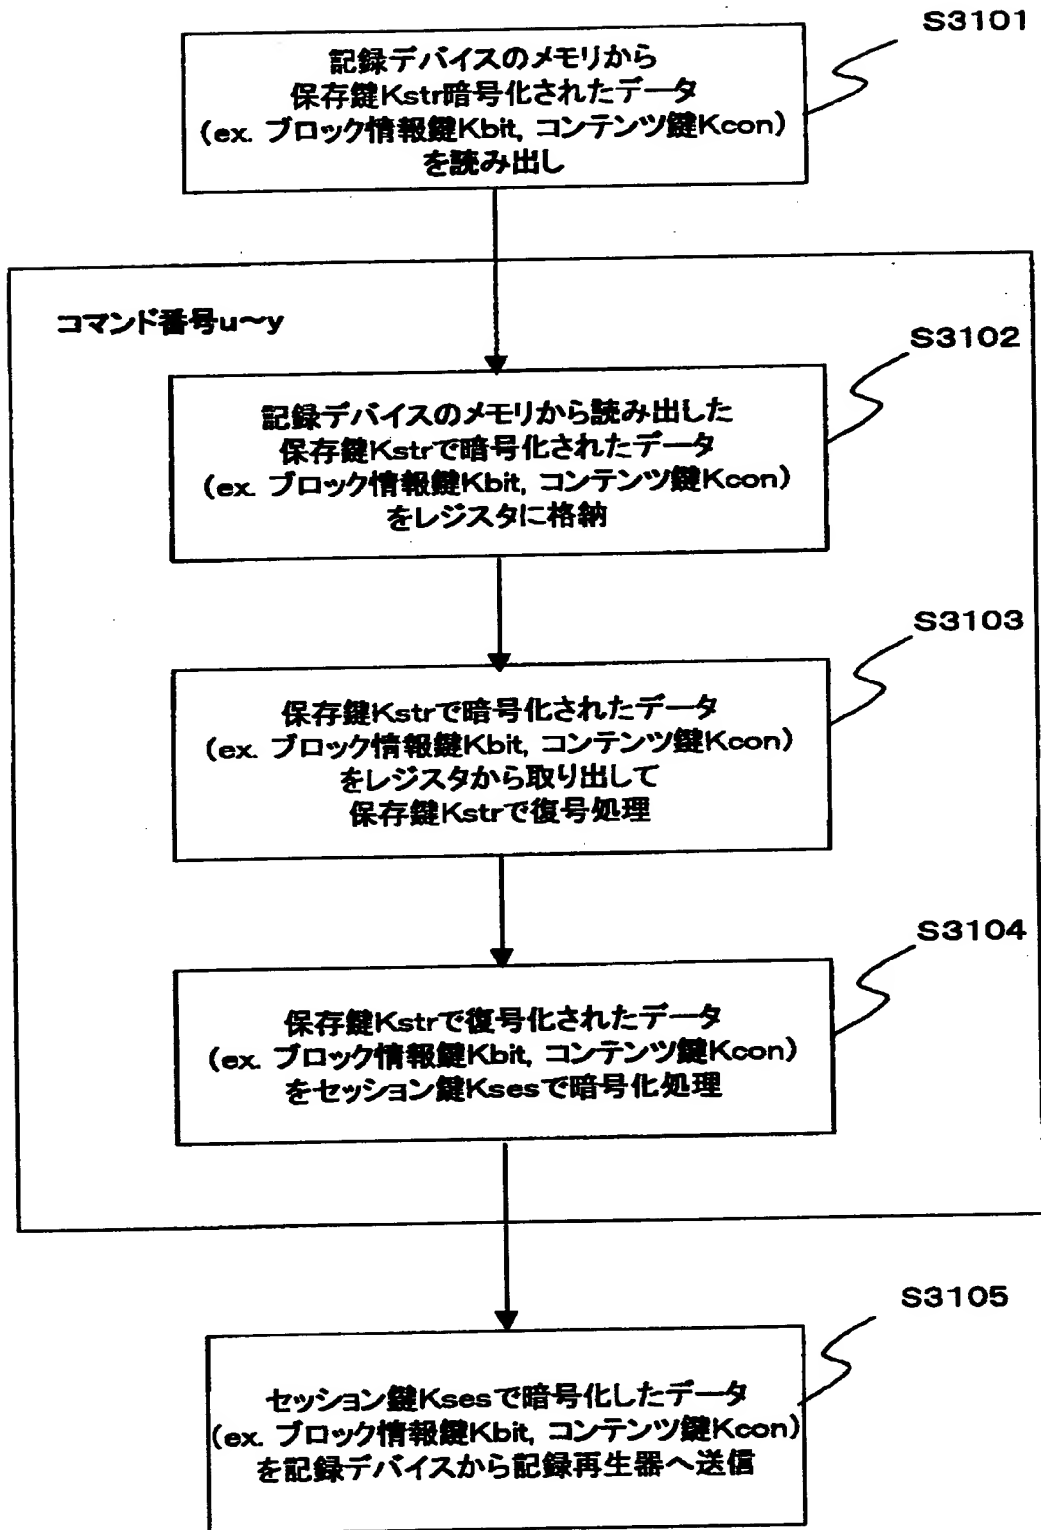 S3101
記録デバイスのメモリから
保存鍵Kstr暗号化されたデータ
(ex. ブロック情報鍵Kbit, コンテンツ鍵Kcon)
を読み出し
コマンド番号u～y
S3102
記録デバイスのメモリから読み出した
保存鍵Kstrで暗号化されたデータ
(ex. ブロック情報鍵Kbit, コンテンツ鍵Kcon)
をレジスタに格納
S3103
保存鍵Kstrで暗号化されたデータ
(ex. ブロック情報鍵Kbit, コンテンツ鍵Kcon)
をレジスタから取り出して
保存鍵Kstrで復号処理
S3104
保存鍵Kstrで復号化されたデータ
(ex. ブロック情報鍵Kbit, コンテンツ鍵Kcon)
をセッション鍵Ksesで暗号化処理
S3105
セッション鍵Ksesで暗号化したデータ
(ex. ブロック情報鍵Kbit, コンテンツ鍵Kcon)
を記録デバイスから記録再生器へ送信